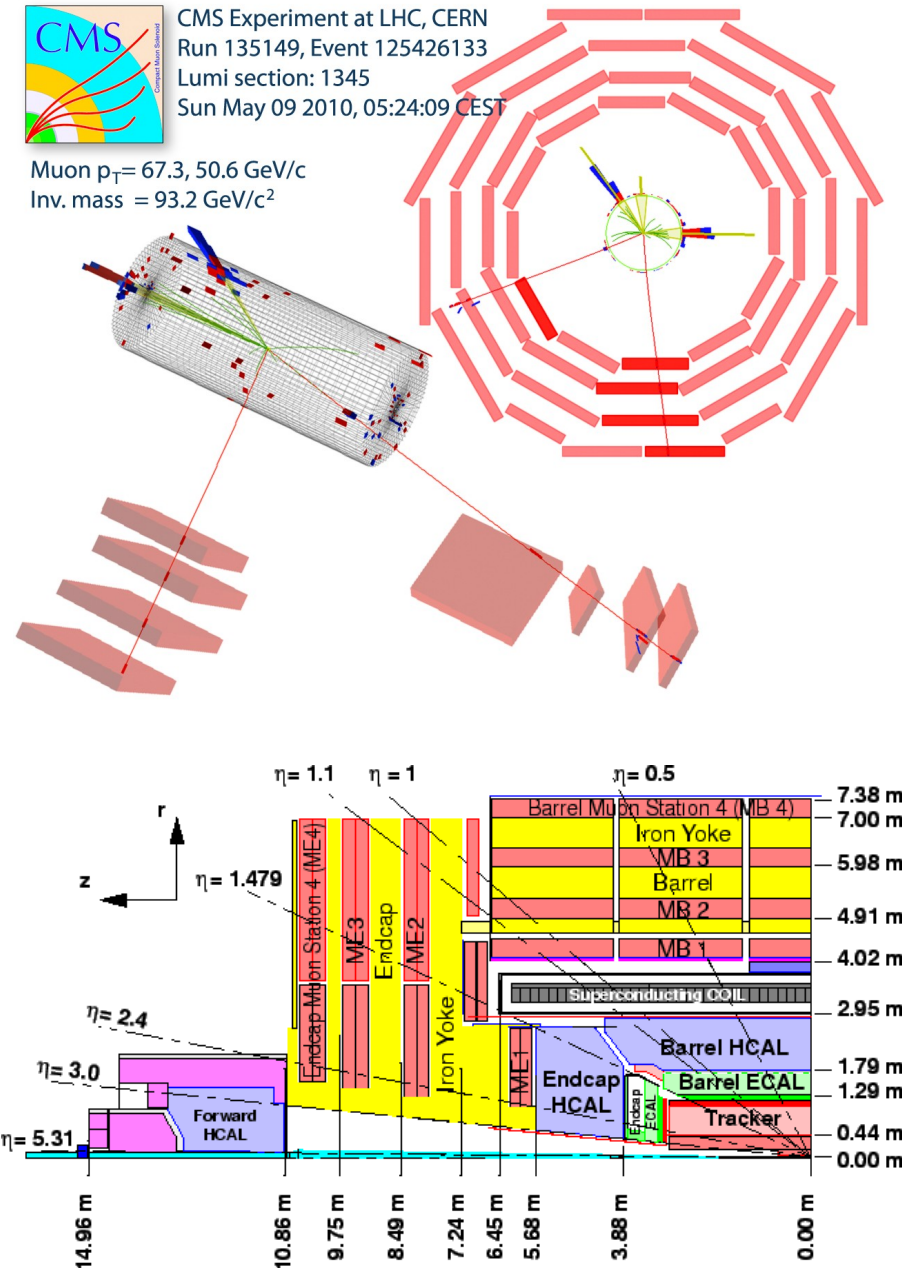 CMS
Compact Muon Solenoid
CMS Experiment at LHC, CERN
Run 135149, Event 125426133
Lumi section: 1345
Sun May 09 2010, 05:24:09 CEST
Muon pT= 67.3, 50.6 GeV/c
Inv. mass = 93.2 GeV/c2
η= 1.1
η= 1
η= 0.5
r
z
η = 1.479
η= 2.4
η= 3.0
η= 5.31
Barrel Muon Station 4 (MB 4)
Iron Yoke
MB 3
Barrel
MB 2
MB 1
Superconducting COIL
Barrel HCAL
Barrel ECAL
Tracker
Endcap Muon Station 4 (ME4)
ME3
Endcap
ME2
Iron Yoke
ME1
Endcap
HCAL
Endcap
ECAL
Forward
HCAL
7.38 m
7.00 m
5.98 m
4.91 m
4.02 m
2.95 m
1.79 m
1.29 m
0.44 m
0.00 m
14.96 m
10.86 m
9.75 m
8.49 m
7.24 m
6.45 m
5.68 m
3.88 m
0.00 m